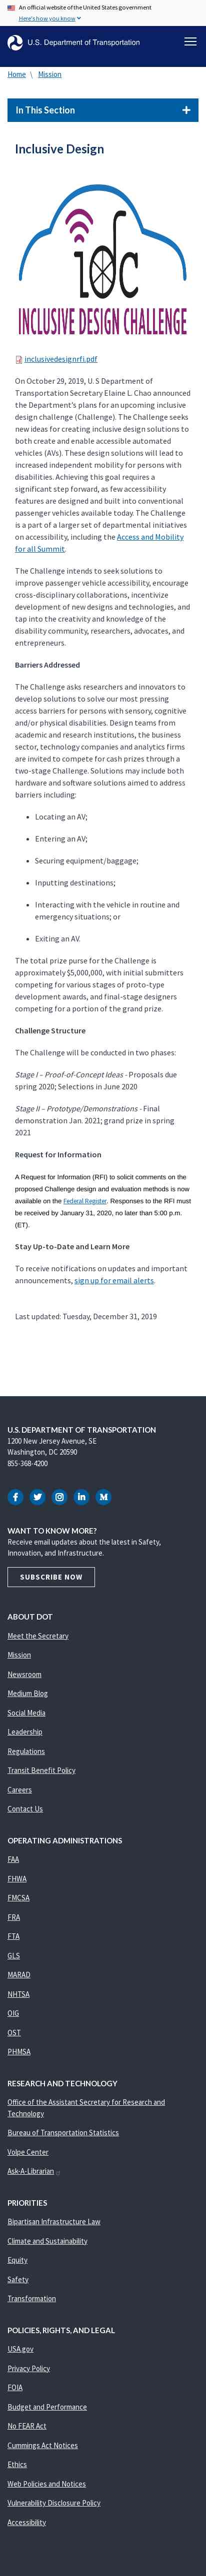 An official website of the United States government
Here's how you know
U.S. Department of Transportation
Home \ Mission
In This Section
Inclusive Design
idc
INCLUSIVE DESIGN CHALLENGE
inclusivedesignrfi.pdf
On October 29, 2019, U.S Department of
Transportation Secretary Elaine L. Chao announced
the Department's plans for an upcoming inclusive
design challenge (Challenge). The Challenge seeks
new ideas for creating inclusive design solutions to
both create and enable accessible automated
vehicles (AVs). These design solutions will lead to
increased independent mobility for persons with
disabilities. Achieving this goal requires a
significant step forward, as few accessibility
features are designed and built into conventional
passenger vehicles available today. The Challenge
is a part of a larger set of departmental initiatives
on accessibility, including the Access and Mobility
for all Summit.
The Challenge intends to seek solutions to
improve passenger vehicle accessibility, encourage
cross-disciplinary collaborations, incentivize
development of new designs and technologies, and
tap into the creativity and knowledge of the
disability community, researchers, advocates, and
entrepreneurs.
Barriers Addressed
The Challenge asks researchers and innovators to
develop solutions to some of the most pressing
access barriers for persons with sensory, cognitive
and/or physical disabilities. Design teams from
academia and research institutions, the business
sector, technology companies and analytics firms
are invited to compete for cash prizes through a
two-stage Challenge. Solutions may include both
hardware and software solutions aimed to address
barriers including:
• Locating an AV;
• Entering an AV;
• Securing equipment/baggage;
• Inputting destinations;
• Interacting with the vehicle in routine and
emergency situations; or
• Exiting an AV.
The total prize purse for the Challenge is
approximately $5,000,000, with initial submitters
competing for various stages of proto-type
development awards, and final-stage designers
competing for a portion of the grand prize.
Challenge Structure
The Challenge will be conducted in two phases:
Stage I – Proof-of-Concept Ideas - Proposals due
spring 2020; Selections in June 2020
Stage II – Prototype/Demonstrations - Final
demonstration Jan. 2021; grand prize in spring
2021
Request for Information
A Request for Information (RFI) to solicit comments on the
proposed Challenge design and evaluation methods is now
available on the Federal Register. Responses to the RFI must
be received by January 31, 2020, no later than 5:00 p.m.
(ET).
Stay Up-to-Date and Learn More
To receive notifications on updates and important
announcements, sign up for email alerts.
Last updated: Tuesday, December 31, 2019
U.S. DEPARTMENT OF TRANSPORTATION
1200 New Jersey Avenue, SE
Washington, DC 20590
855-368-4200
WANT TO KNOW MORE?
Receive email updates about the latest in Safety,
Innovation, and Infrastructure.
SUBSCRIBE NOW
ABOUT DOT
Meet the Secretary
Mission
Newsroom
Medium Blog
Social Media
Leadership
Regulations
Transit Benefit Policy
Careers
Contact Us
OPERATING ADMINISTRATIONS
FAA
FHWA
FMCSA
FRA
FTA
GLS
MARAD
NHTSA
OIG
OST
PHMSA
RESEARCH AND TECHNOLOGY
Office of the Assistant Secretary for Research and
Technology
Bureau of Transportation Statistics
Volpe Center
Ask-A-Librarian
PRIORITIES
Bipartisan Infrastructure Law
Climate and Sustainability
Equity
Safety
Transformation
POLICIES, RIGHTS, AND LEGAL
USA.gov
Privacy Policy
FOIA
Budget and Performance
No FEAR Act
Cummings Act Notices
Ethics
Web Policies and Notices
Vulnerability Disclosure Policy
Accessibility